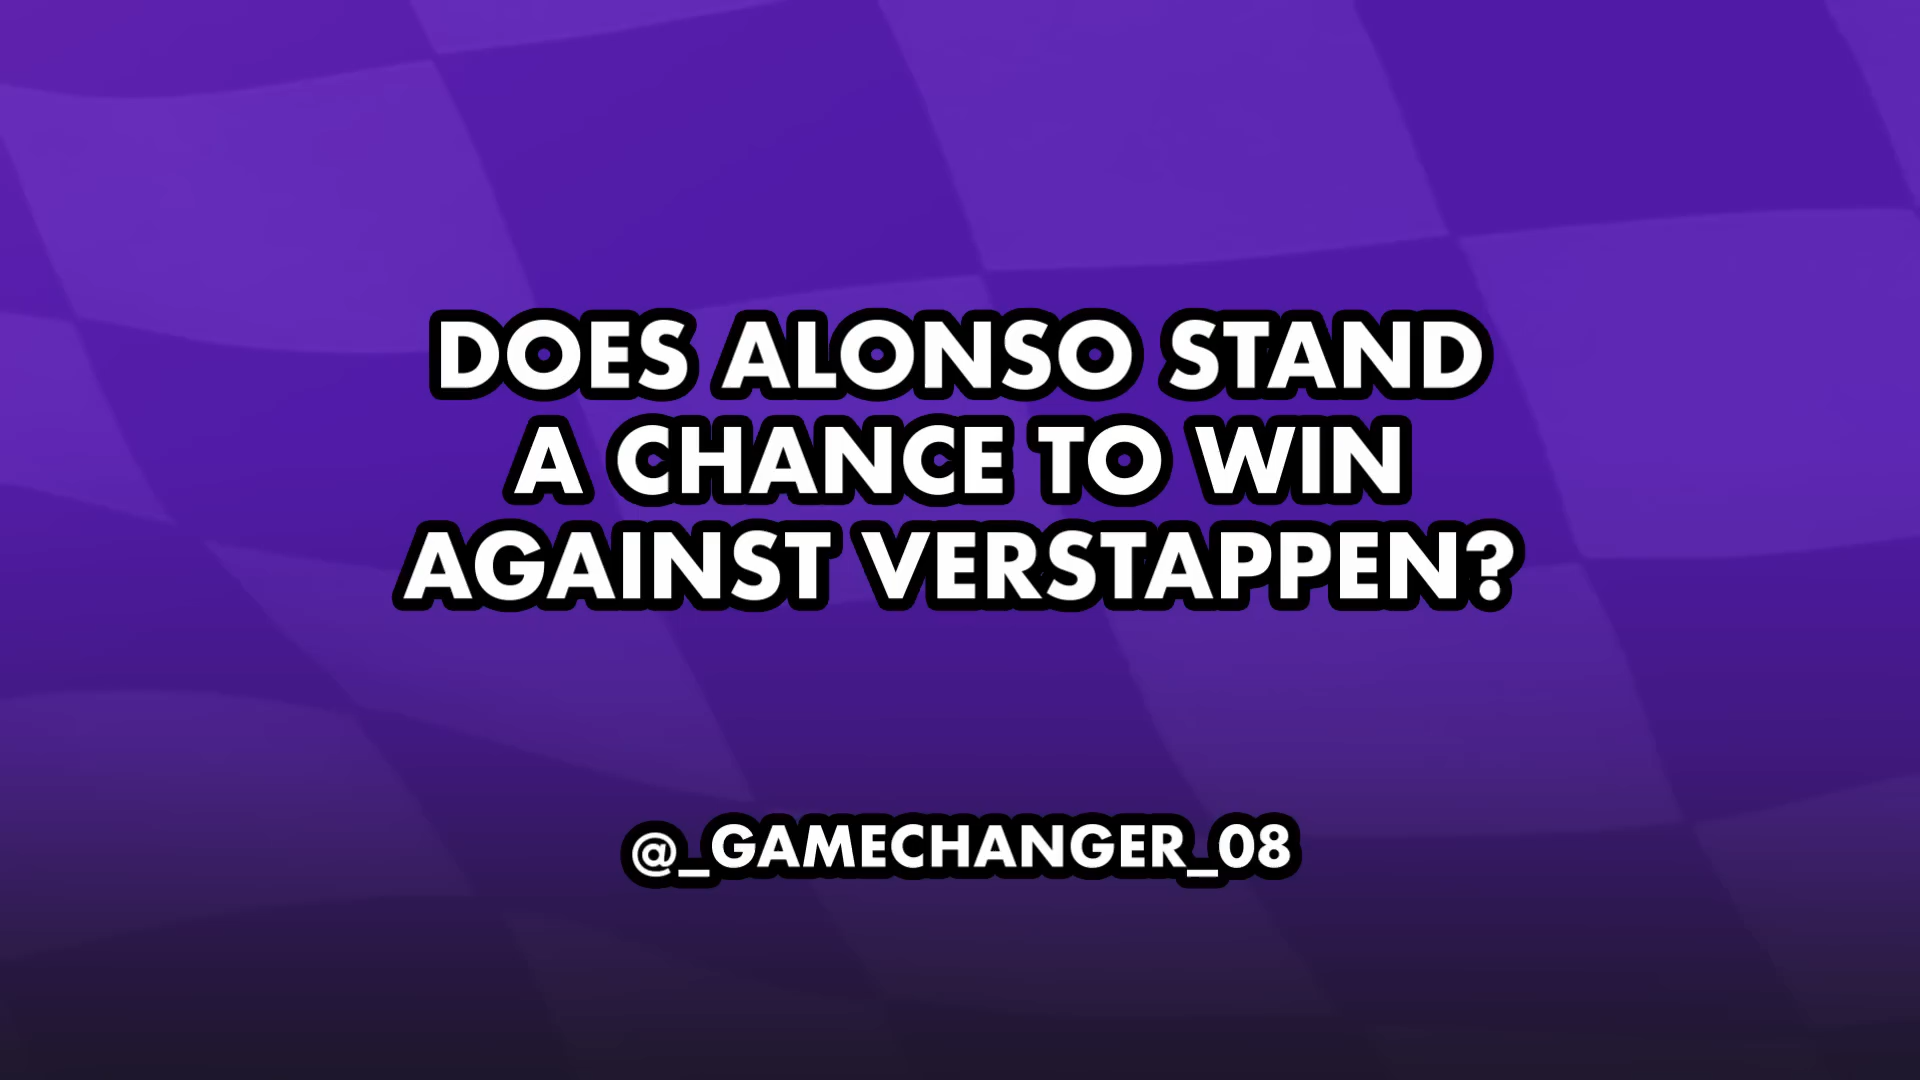 DOES ALONSO STAND
A CHANCE TO WIN
AGAINST VERSTAPPEN?
@_GAMECHANGER_08